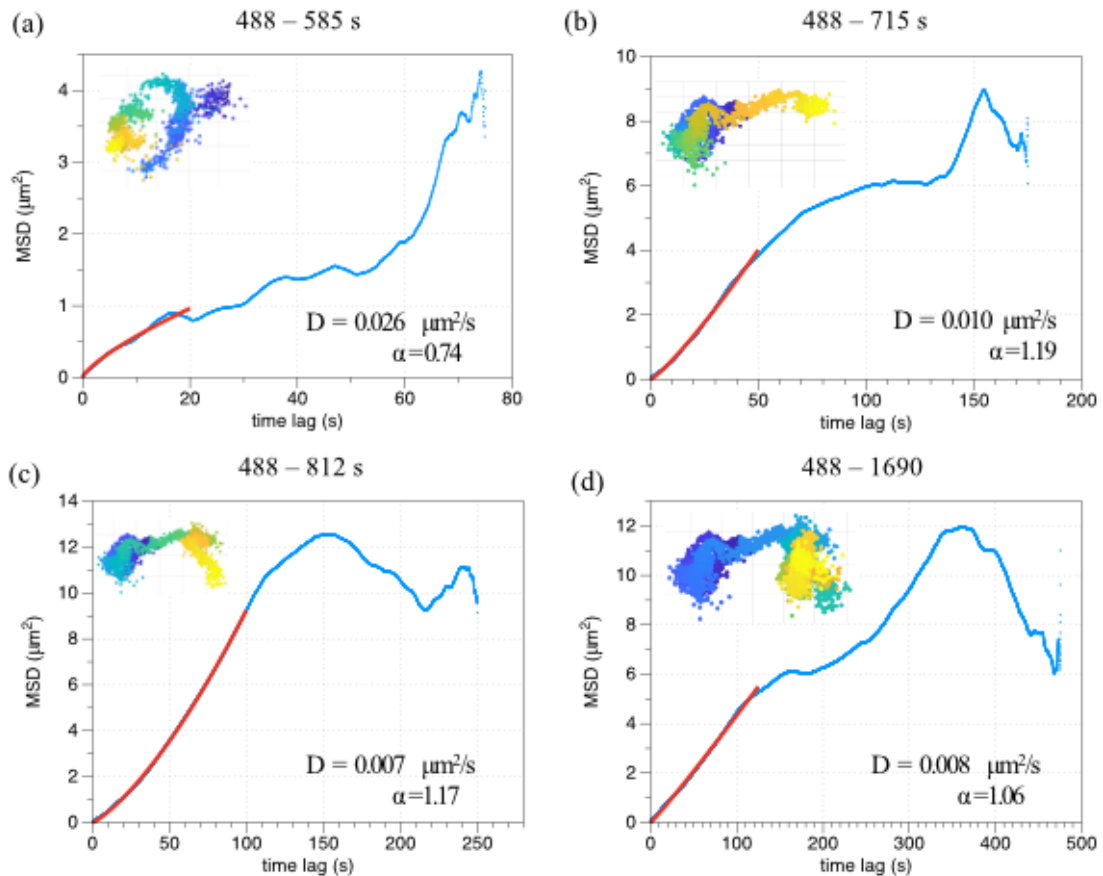 (a)
488 – 585 s
MSD (μm²)
4
3
2
1
0
0 20 40 60 80
time lag (s)
D = 0.026 μm²/s
α=0.74
(b)
488 – 715 s
MSD (μm²)
10
8
6
4
2
0
0 50 100 150 200
time lag (s)
D = 0.010 μm²/s
α=1.19
(c)
488 – 812 s
MSD (μm²)
14
12
10
8
6
4
2
0
0 50 100 150 200 250
time lag (s)
D = 0.007 μm²/s
α=1.17
(d)
488 – 1690
MSD (μm²)
12
10
8
6
4
2
0
0 100 200 300 400 500
time lag (s)
D = 0.008 μm²/s
α=1.06